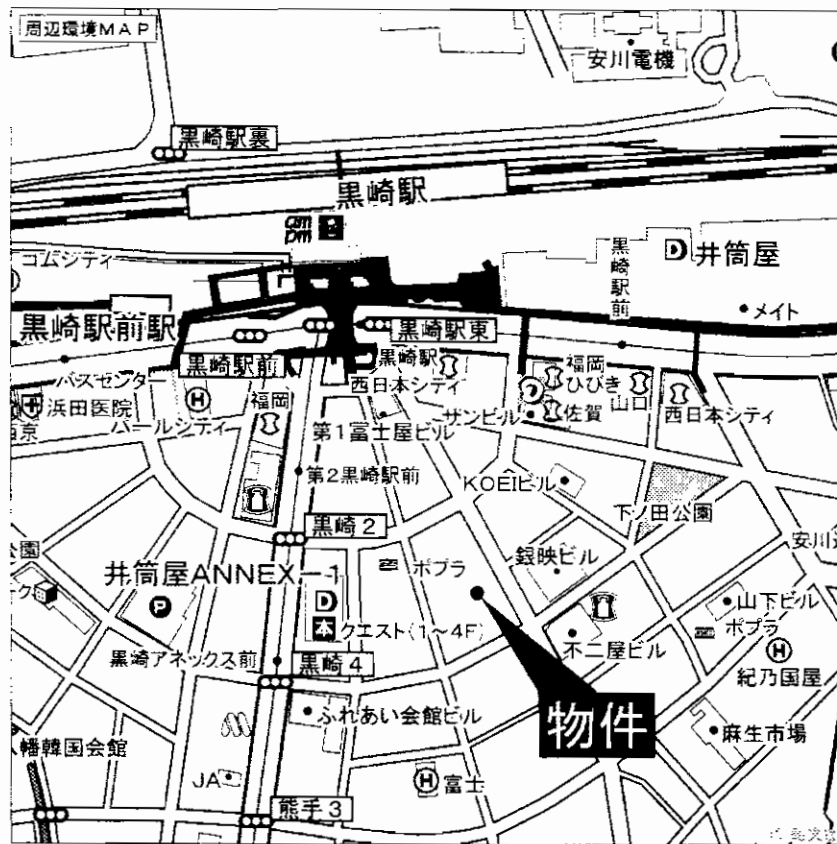 周辺環境MAP
安川電機
黒崎駅裏
黒崎駅
am
pm
コムシティ
黒崎駅前
井筒屋
メイト
黒崎駅前駅
黒崎駅東
黒崎駅前
黒崎駅
バスセンター
西日本シティ
福岡
ひびき
山口
浜田医院
H
福岡
サンビル
佐賀
西日本シティ
パールシティ
第1富士屋ビル
第2黒崎駅前
KOEIビル
下ノ田公園
黒崎2
公園
井筒屋ANNEX-1
ポプラ
銀映ビル
P
D
本 クエスト(1〜4F)
山下ビル
ポプラ
不二屋ビル
H
黒崎アネックス前
黒崎4
紀乃国屋
ふれあい会館ビル
物件
麻生市場
幡韓国会館
JA
H 富士
熊手3